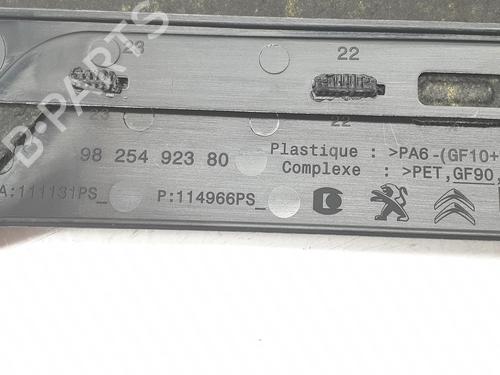 23
22
23
22
98 254 923 80
Plastique : >PA6-(GF10+
Complexe : >PET,GF90,
A:111131PS_
P:114966PS_
B-PARTS